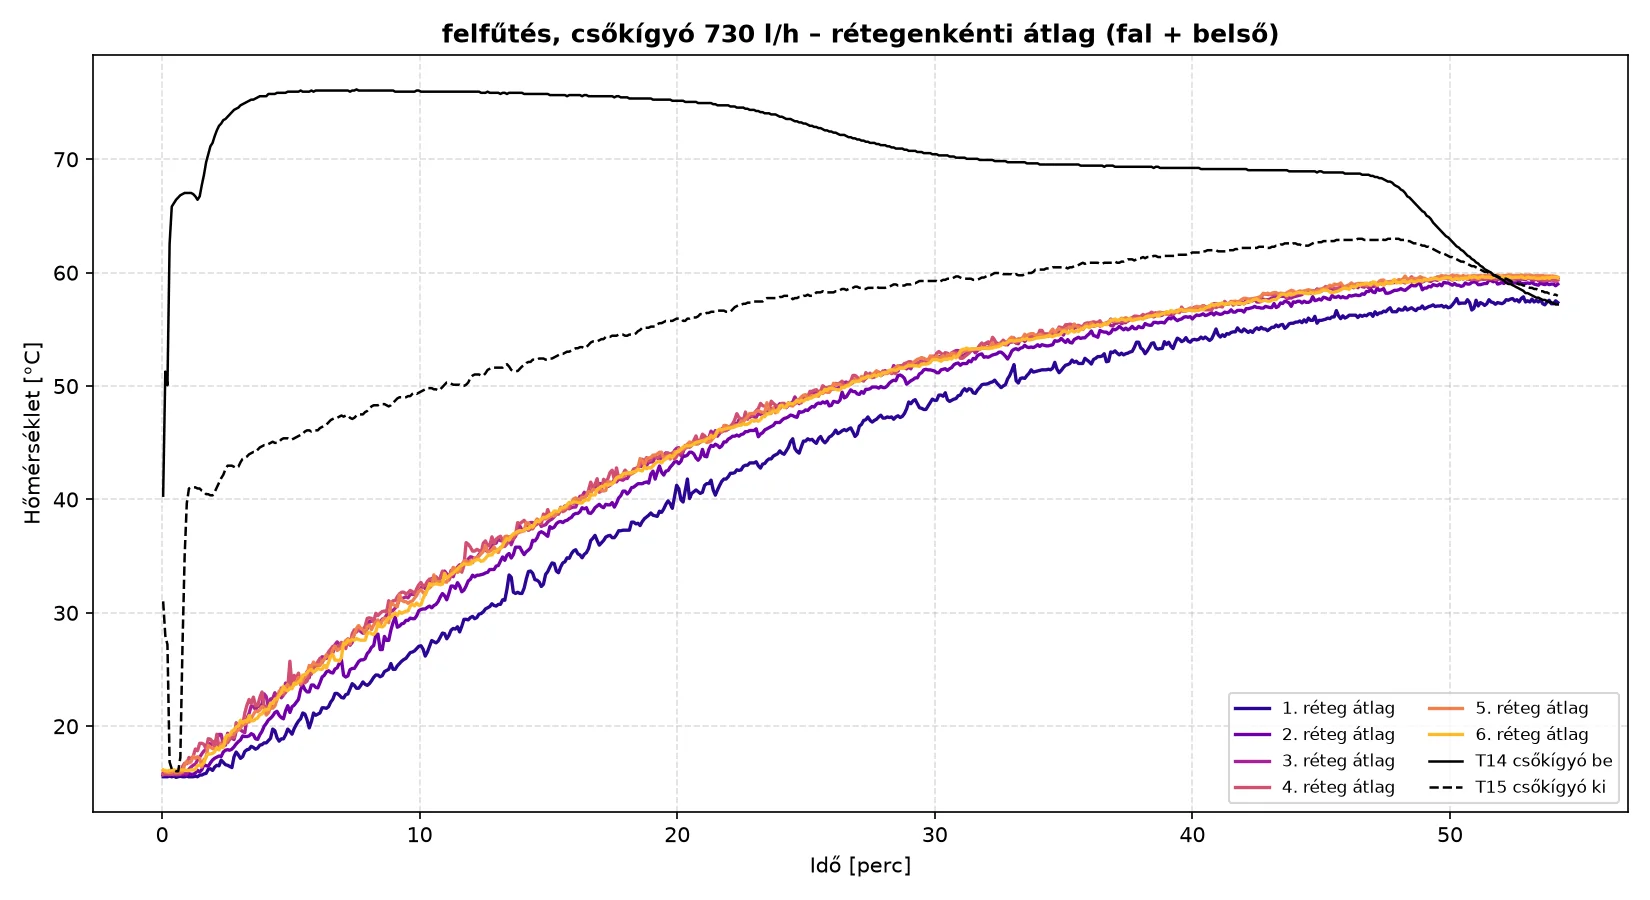 felfűtés, csőkígyó 730 l/h – rétegenkénti átlag (fal + belső)
Hőmérséklet [°C]
70
60
50
40
30
20
0 10 20 30 40 50
Idő [perc]
1. réteg átlag
2. réteg átlag
3. réteg átlag
4. réteg átlag
5. réteg átlag
6. réteg átlag
T14 csőkígyó be
T15 csőkígyó ki